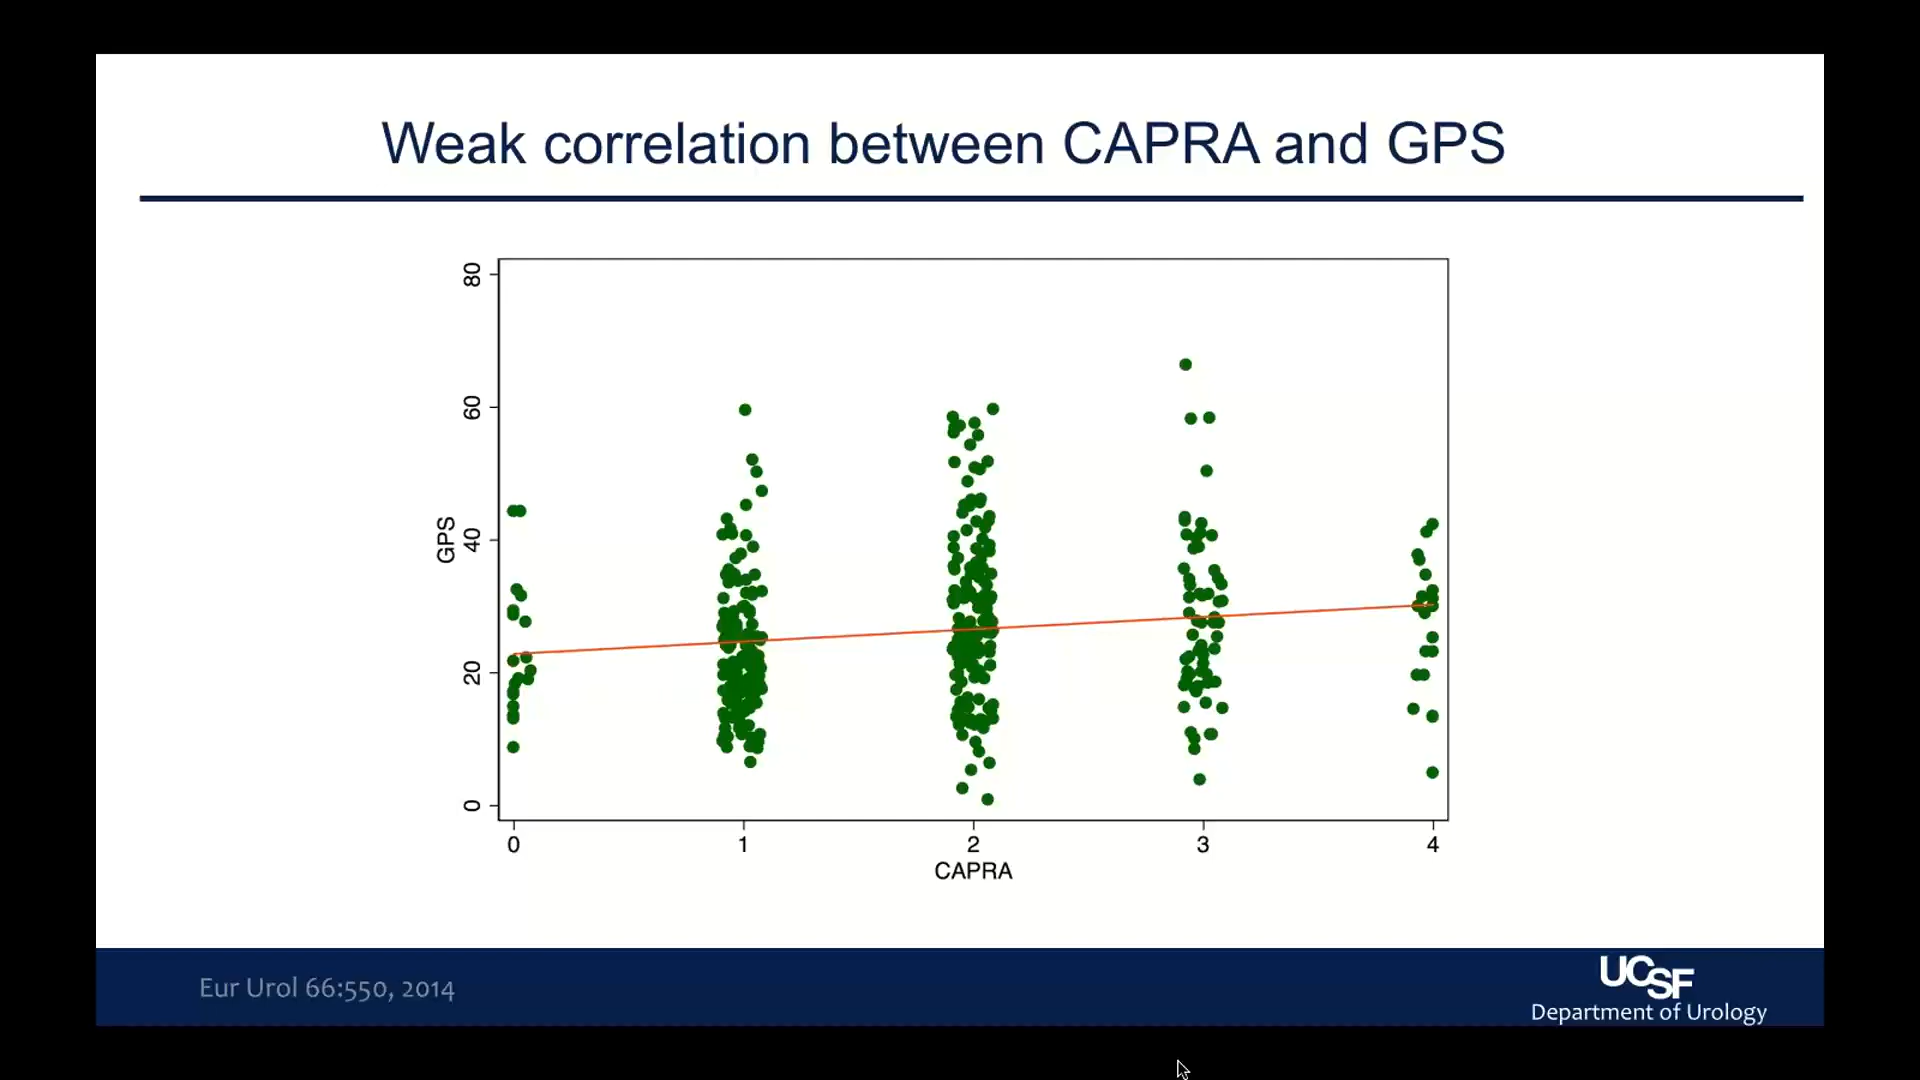 Weak correlation between CAPRA and GPS
80
60
40
20
0
GPS
0 1 2 3 4
CAPRA
Eur Urol 66:550, 2014
UCSF
Department of Urology